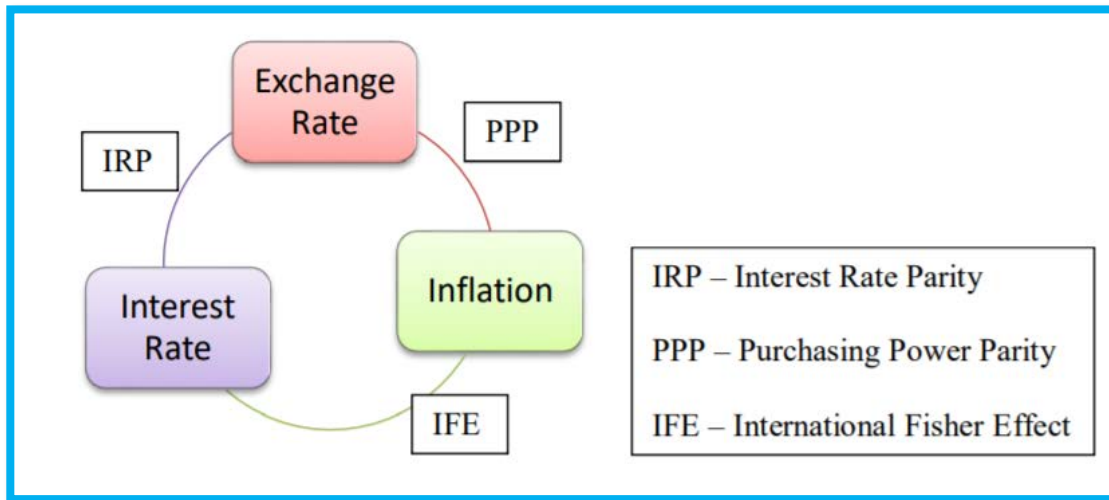 Exchange
Rate
PPP
IRP
Inflation
Interest
Rate
IFE
IRP – Interest Rate Parity
PPP – Purchasing Power Parity
IFE – International Fisher Effect